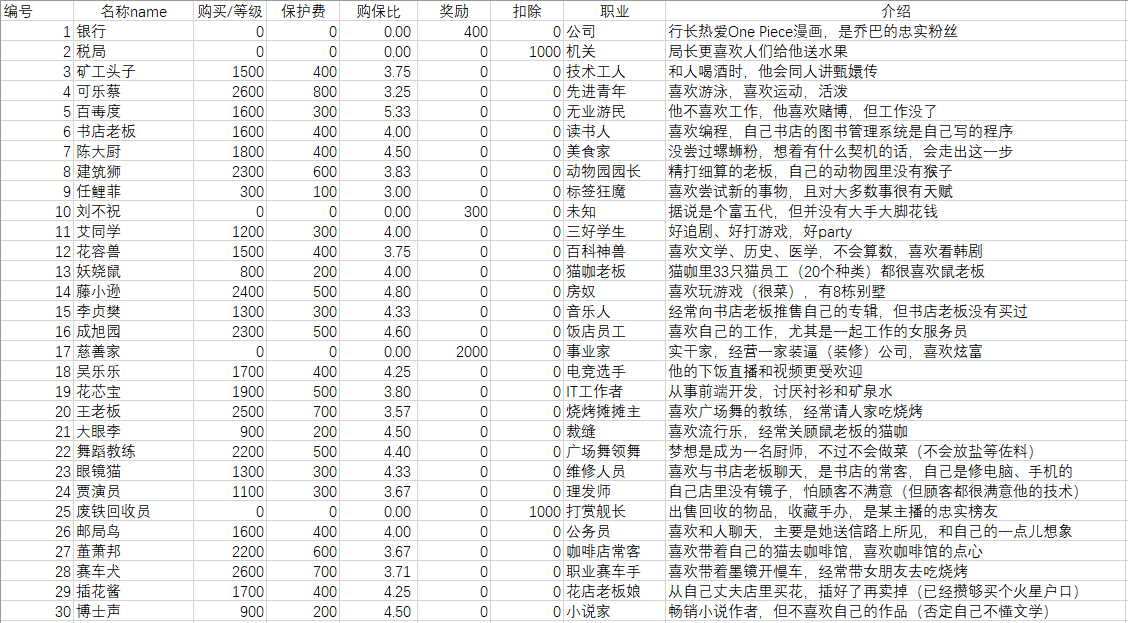 编号 名称name 购买/等级 保护费 购保比 奖励 扣除 职业 介绍
1 银行 0 0 0.00 400 0 公司 行长热爱One Piece漫画，是乔巴的忠实粉丝
2 税局 0 0 0.00 0 1000 机关 局长更喜欢人们给他送水果
3 矿工头子 1500 400 3.75 0 0 技术工人 和人喝酒时，他会同人讲甄嬛传
4 可乐蔡 2600 800 3.25 0 0 先进青年 喜欢游泳，喜欢运动，活泼
5 百毒度 1600 300 5.33 0 0 无业游民 他不喜欢工作，他喜欢赌博，但工作没了
6 书店老板 1600 400 4.00 0 0 读书人 喜欢编程，自己书店的图书管理系统是自己写的程序
7 陈大厨 1800 400 4.50 0 0 美食家 没尝过螺蛳粉，想着有什么契机的话，会走出这一步
8 建筑狮 2300 600 3.83 0 0 动物园园长 精打细算的老板，自己的动物园里没有猴子
9 任鲤菲 300 100 3.00 0 0 标签狂魔 喜欢尝试新的事物，且对大多数事很有天赋
10 刘不祝 0 0 0.00 300 0 未知 据说是个富五代，但并没有大手大脚花钱
11 艾同学 1200 300 4.00 0 0 三好学生 好追剧、好打游戏，好party
12 花容兽 1500 400 3.75 0 0 百科神兽 喜欢文学、历史、医学，不会算数，喜欢看韩剧
13 妖娆鼠 800 200 4.00 0 0 猫咖老板 猫咖里33只猫员工（20个种类）都很喜欢鼠老板
14 藤小逊 2400 500 4.80 0 0 房奴 喜欢玩游戏（很菜），有8栋别墅
15 李贞樊 1300 300 4.33 0 0 音乐人 经常向书店老板推售自己的专辑，但书店老板没有买过
16 成旭园 2300 500 4.60 0 0 饭店员工 喜欢自己的工作，尤其是一起工作的女服务员
17 慈善家 0 0 0.00 2000 0 事业家 实干家，经营一家装逼（装修）公司，喜欢炫富
18 吴乐乐 1700 400 4.25 0 0 电竞选手 他的下饭直播和视频更受欢迎
19 花芯宝 1900 500 3.80 0 0 IT工作者 从事前端开发，讨厌衬衫和矿泉水
20 王老板 2500 700 3.57 0 0 烧烤摊摊主 喜欢广场舞的教练，经常请人家吃烧烤
21 大眼李 900 200 4.50 0 0 裁缝 喜欢流行乐，经常关顾鼠老板的猫咖
22 舞蹈教练 2200 500 4.40 0 0 广场舞领舞 梦想是成为一名厨师，不过不会做菜（不会放盐等佐料）
23 眼镜猫 1300 300 4.33 0 0 维修人员 喜欢与书店老板聊天，是书店的常客，自己是修电脑、手机的
24 贾演员 1100 300 3.67 0 0 理发师 自己店里没有镜子，怕顾客不满意（但顾客都很满意他的技术）
25 废铁回收员 0 0 0.00 0 1000 打赏舰长 出售回收的物品，收藏手办，是某主播的忠实榜友
26 邮局鸟 1600 400 4.00 0 0 公务员 喜欢和人聊天，主要是她送信路上所见，和自己的一点儿想象
27 董萧邦 2200 600 3.67 0 0 咖啡店常客 喜欢带着自己的猫去咖啡馆，喜欢咖啡馆的点心
28 赛车犬 2600 700 3.71 0 0 职业赛车手 喜欢带着墨镜开慢车，经常带女朋友去吃烧烤
29 插花酱 1700 400 4.25 0 0 花店老板娘 从自己丈夫店里买花，插好了再卖掉（已经攒够买个火星户口）
30 博士声 900 200 4.50 0 0 小说家 畅销小说作者，但不喜欢自己的作品（否定自己不懂文学）